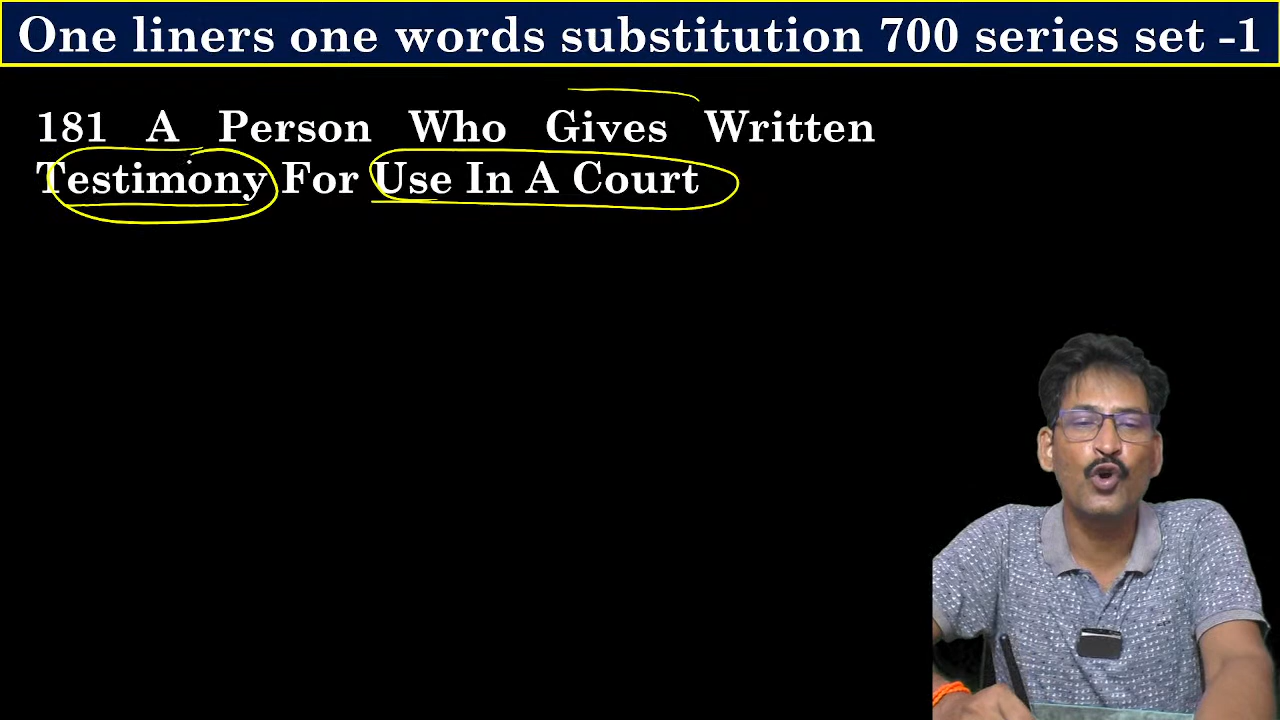 One liners one words substitution 700 series set -1
181 A Person Who Gives Written
Testimony For Use In A Court